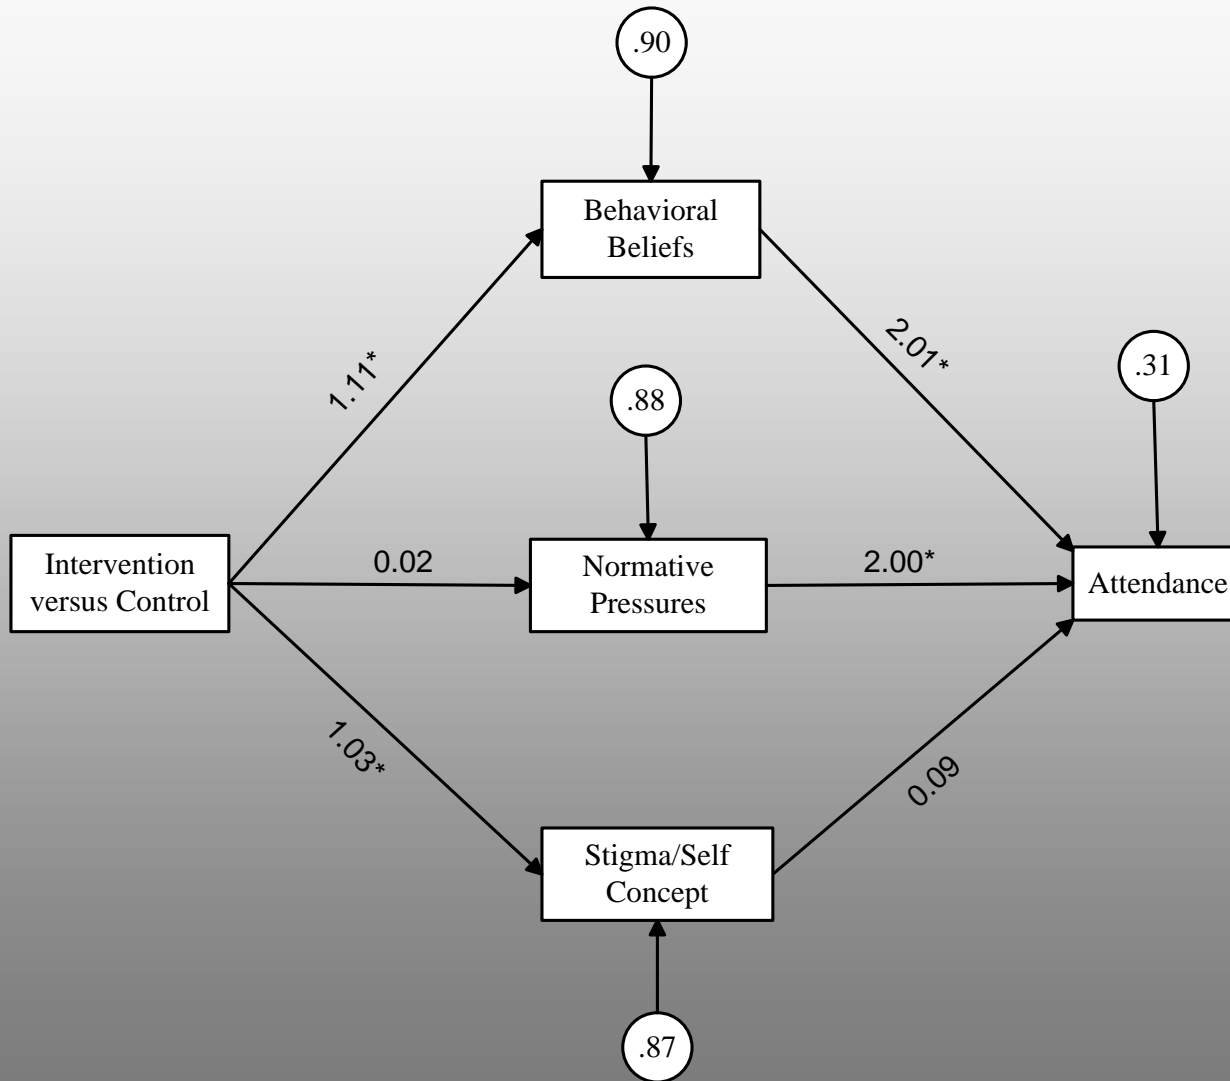 .90
Behavioral
Beliefs
1.11*
2.01*
.31
.88
Intervention
versus Control
0.02
Normative
Pressures
2.00*
Attendance
1.03*
0.09
Stigma/Self
Concept
.87